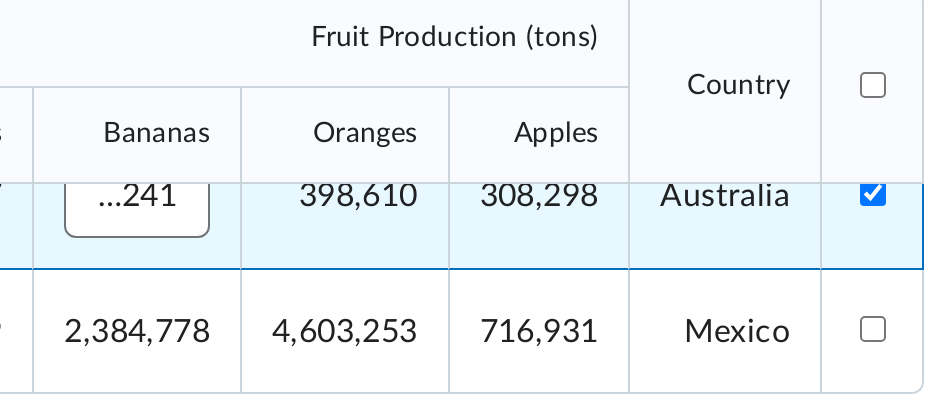 Fruit Production (tons)
Country
Bananas Oranges Apples
...241 398,610 308,298 Australia
2,384,778 4,603,253 716,931 Mexico